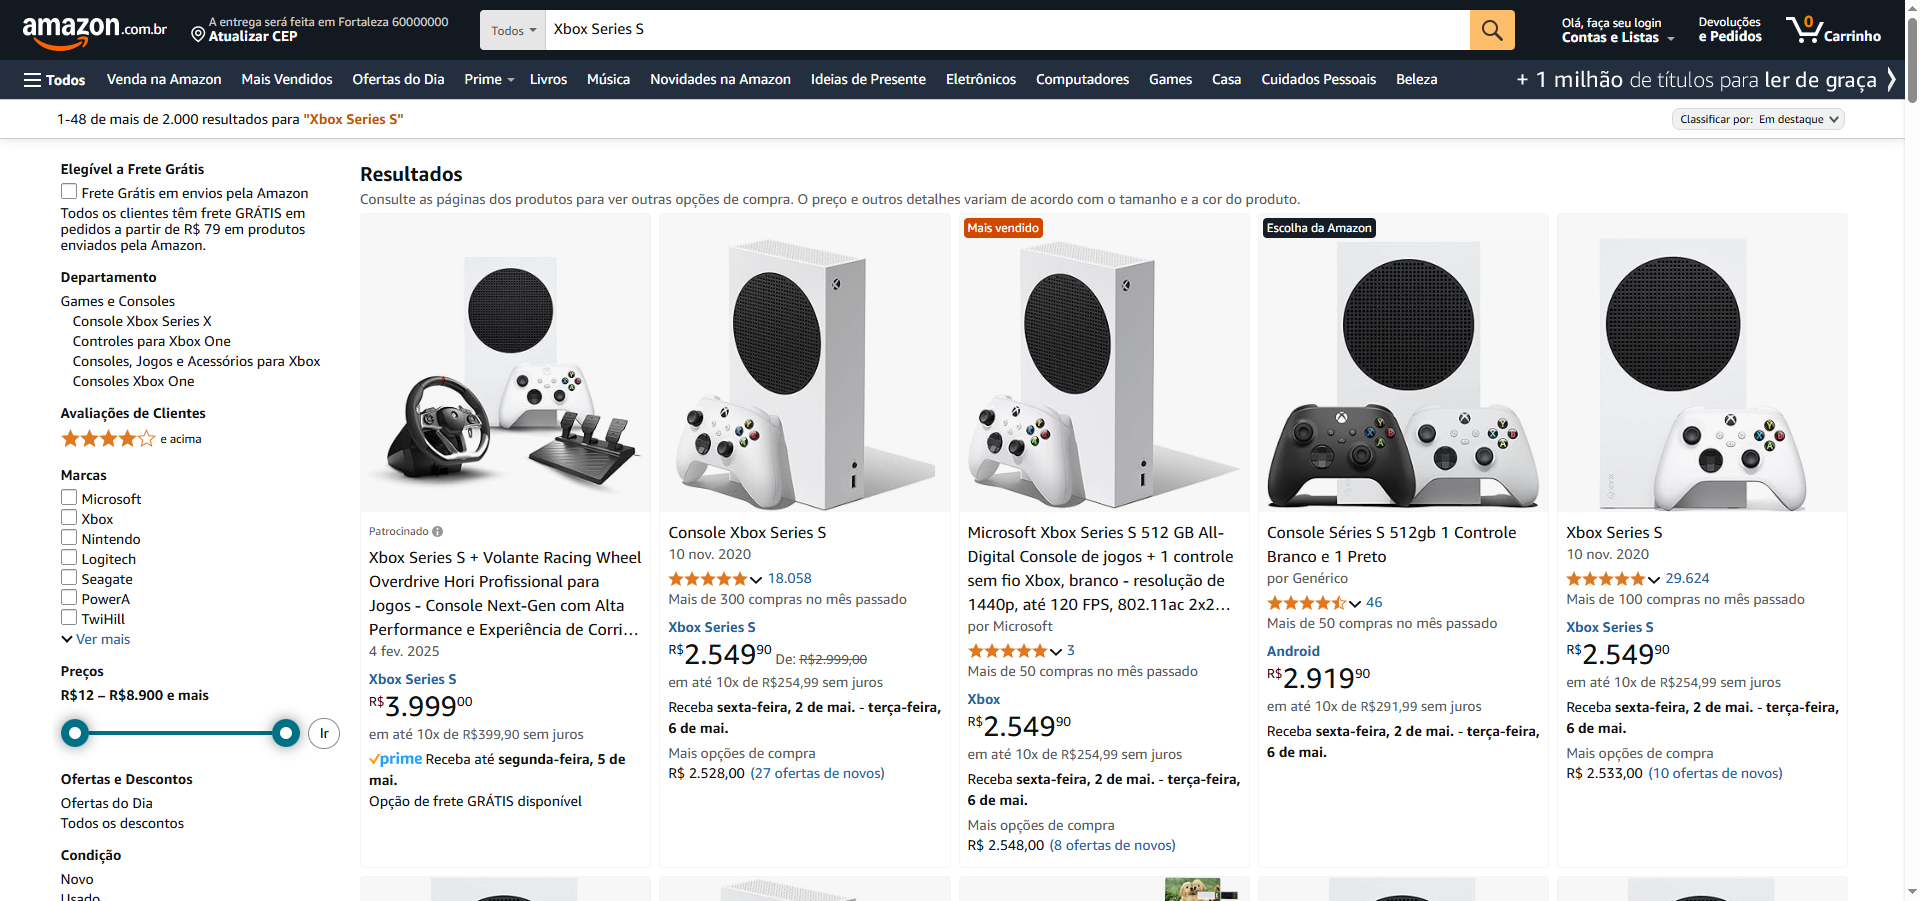 amazon.com.br
A entrega será feita em Fortaleza 60000000
Atualizar CEP
Todos
Xbox Series S
Olá, faça seu login
Contas e Listas
Devoluções
e Pedidos
0
Carrinho
Todos
Venda na Amazon
Mais Vendidos
Ofertas do Dia
Prime
Livros
Música
Novidades na Amazon
Ideias de Presente
Eletrônicos
Computadores
Games
Casa
Cuidados Pessoais
Beleza
+ 1 milhão de títulos para ler de graça
1-48 de mais de 2.000 resultados para "Xbox Series S"
Classificar por: Em destaque
Elegível a Frete Grátis
Frete Grátis em envios pela Amazon
Todos os clientes têm frete GRÁTIS em
pedidos a partir de R$ 79 em produtos
enviados pela Amazon.
Departamento
Games e Consoles
Console Xbox Series X
Controles para Xbox One
Consoles, Jogos e Acessórios para Xbox
Consoles Xbox One
Avaliações de Clientes
e acima
Marcas
Microsoft
Xbox
Nintendo
Logitech
Seagate
PowerA
TwiHill
Ver mais
Preços
R$12 – R$8.900 e mais
Ir
Ofertas e Descontos
Ofertas do Dia
Todos os descontos
Condição
Novo
Usado
Resultados
Consulte as páginas dos produtos para ver outras opções de compra. O preço e outros detalhes variam de acordo com o tamanho e a cor do produto.
Patrocinado
Xbox Series S + Volante Racing Wheel
Overdrive Hori Profissional para
Jogos - Console Next-Gen com Alta
Performance e Experiência de Corri…
4 fev. 2025
Xbox Series S
R$3.99900
em até 10x de R$399,90 sem juros
prime Receba até segunda-feira, 5 de
mai.
Opção de frete GRÁTIS disponível
Console Xbox Series S
10 nov. 2020
18.058
Mais de 300 compras no mês passado
Xbox Series S
R$2.54990 De: R$2.999,00
em até 10x de R$254,99 sem juros
Receba sexta-feira, 2 de mai. - terça-feira,
6 de mai.
Mais opções de compra
R$ 2.528,00 (27 ofertas de novos)
Mais vendido
Microsoft Xbox Series S 512 GB All-
Digital Console de jogos + 1 controle
sem fio Xbox, branco - resolução de
1440p, até 120 FPS, 802.11ac 2x2…
por Microsoft
3
Mais de 50 compras no mês passado
Xbox
R$2.54990
em até 10x de R$254,99 sem juros
Receba sexta-feira, 2 de mai. - terça-feira,
6 de mai.
Mais opções de compra
R$ 2.548,00 (8 ofertas de novos)
Escolha da Amazon
Console Séries S 512gb 1 Controle
Branco e 1 Preto
por Genérico
46
Mais de 50 compras no mês passado
Android
R$2.91990
em até 10x de R$291,99 sem juros
Receba sexta-feira, 2 de mai. - terça-feira,
6 de mai.
Xbox Series S
10 nov. 2020
29.624
Mais de 100 compras no mês passado
Xbox Series S
R$2.54990
em até 10x de R$254,99 sem juros
Receba sexta-feira, 2 de mai. - terça-feira,
6 de mai.
Mais opções de compra
R$ 2.533,00 (10 ofertas de novos)